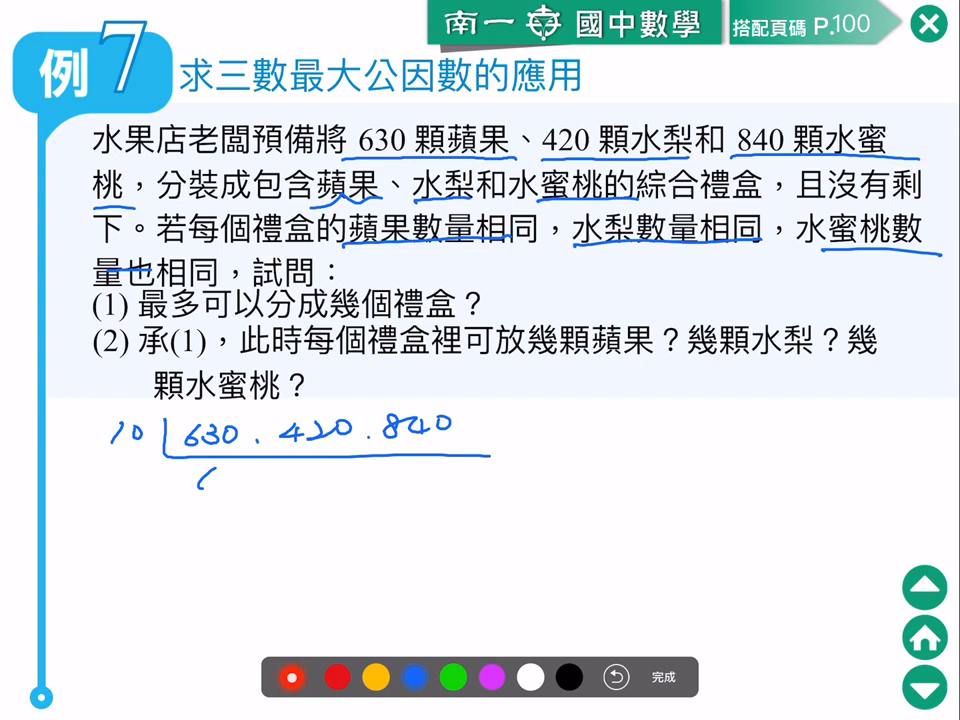 南一 國中數學
搭配頁碼 P.100
例7 求三數最大公因數的應用
水果店老闆預備將 630 顆蘋果、420 顆水梨和 840 顆水蜜
桃，分裝成包含蘋果、水梨和水蜜桃的綜合禮盒，且沒有剩
下。若每個禮盒的蘋果數量相同，水梨數量相同，水蜜桃數
量也相同，試問：
(1) 最多可以分成幾個禮盒？
(2) 承(1)，此時每個禮盒裡可放幾顆蘋果？幾顆水梨？幾
顆水蜜桃？
10 630 . 420 . 840
完成